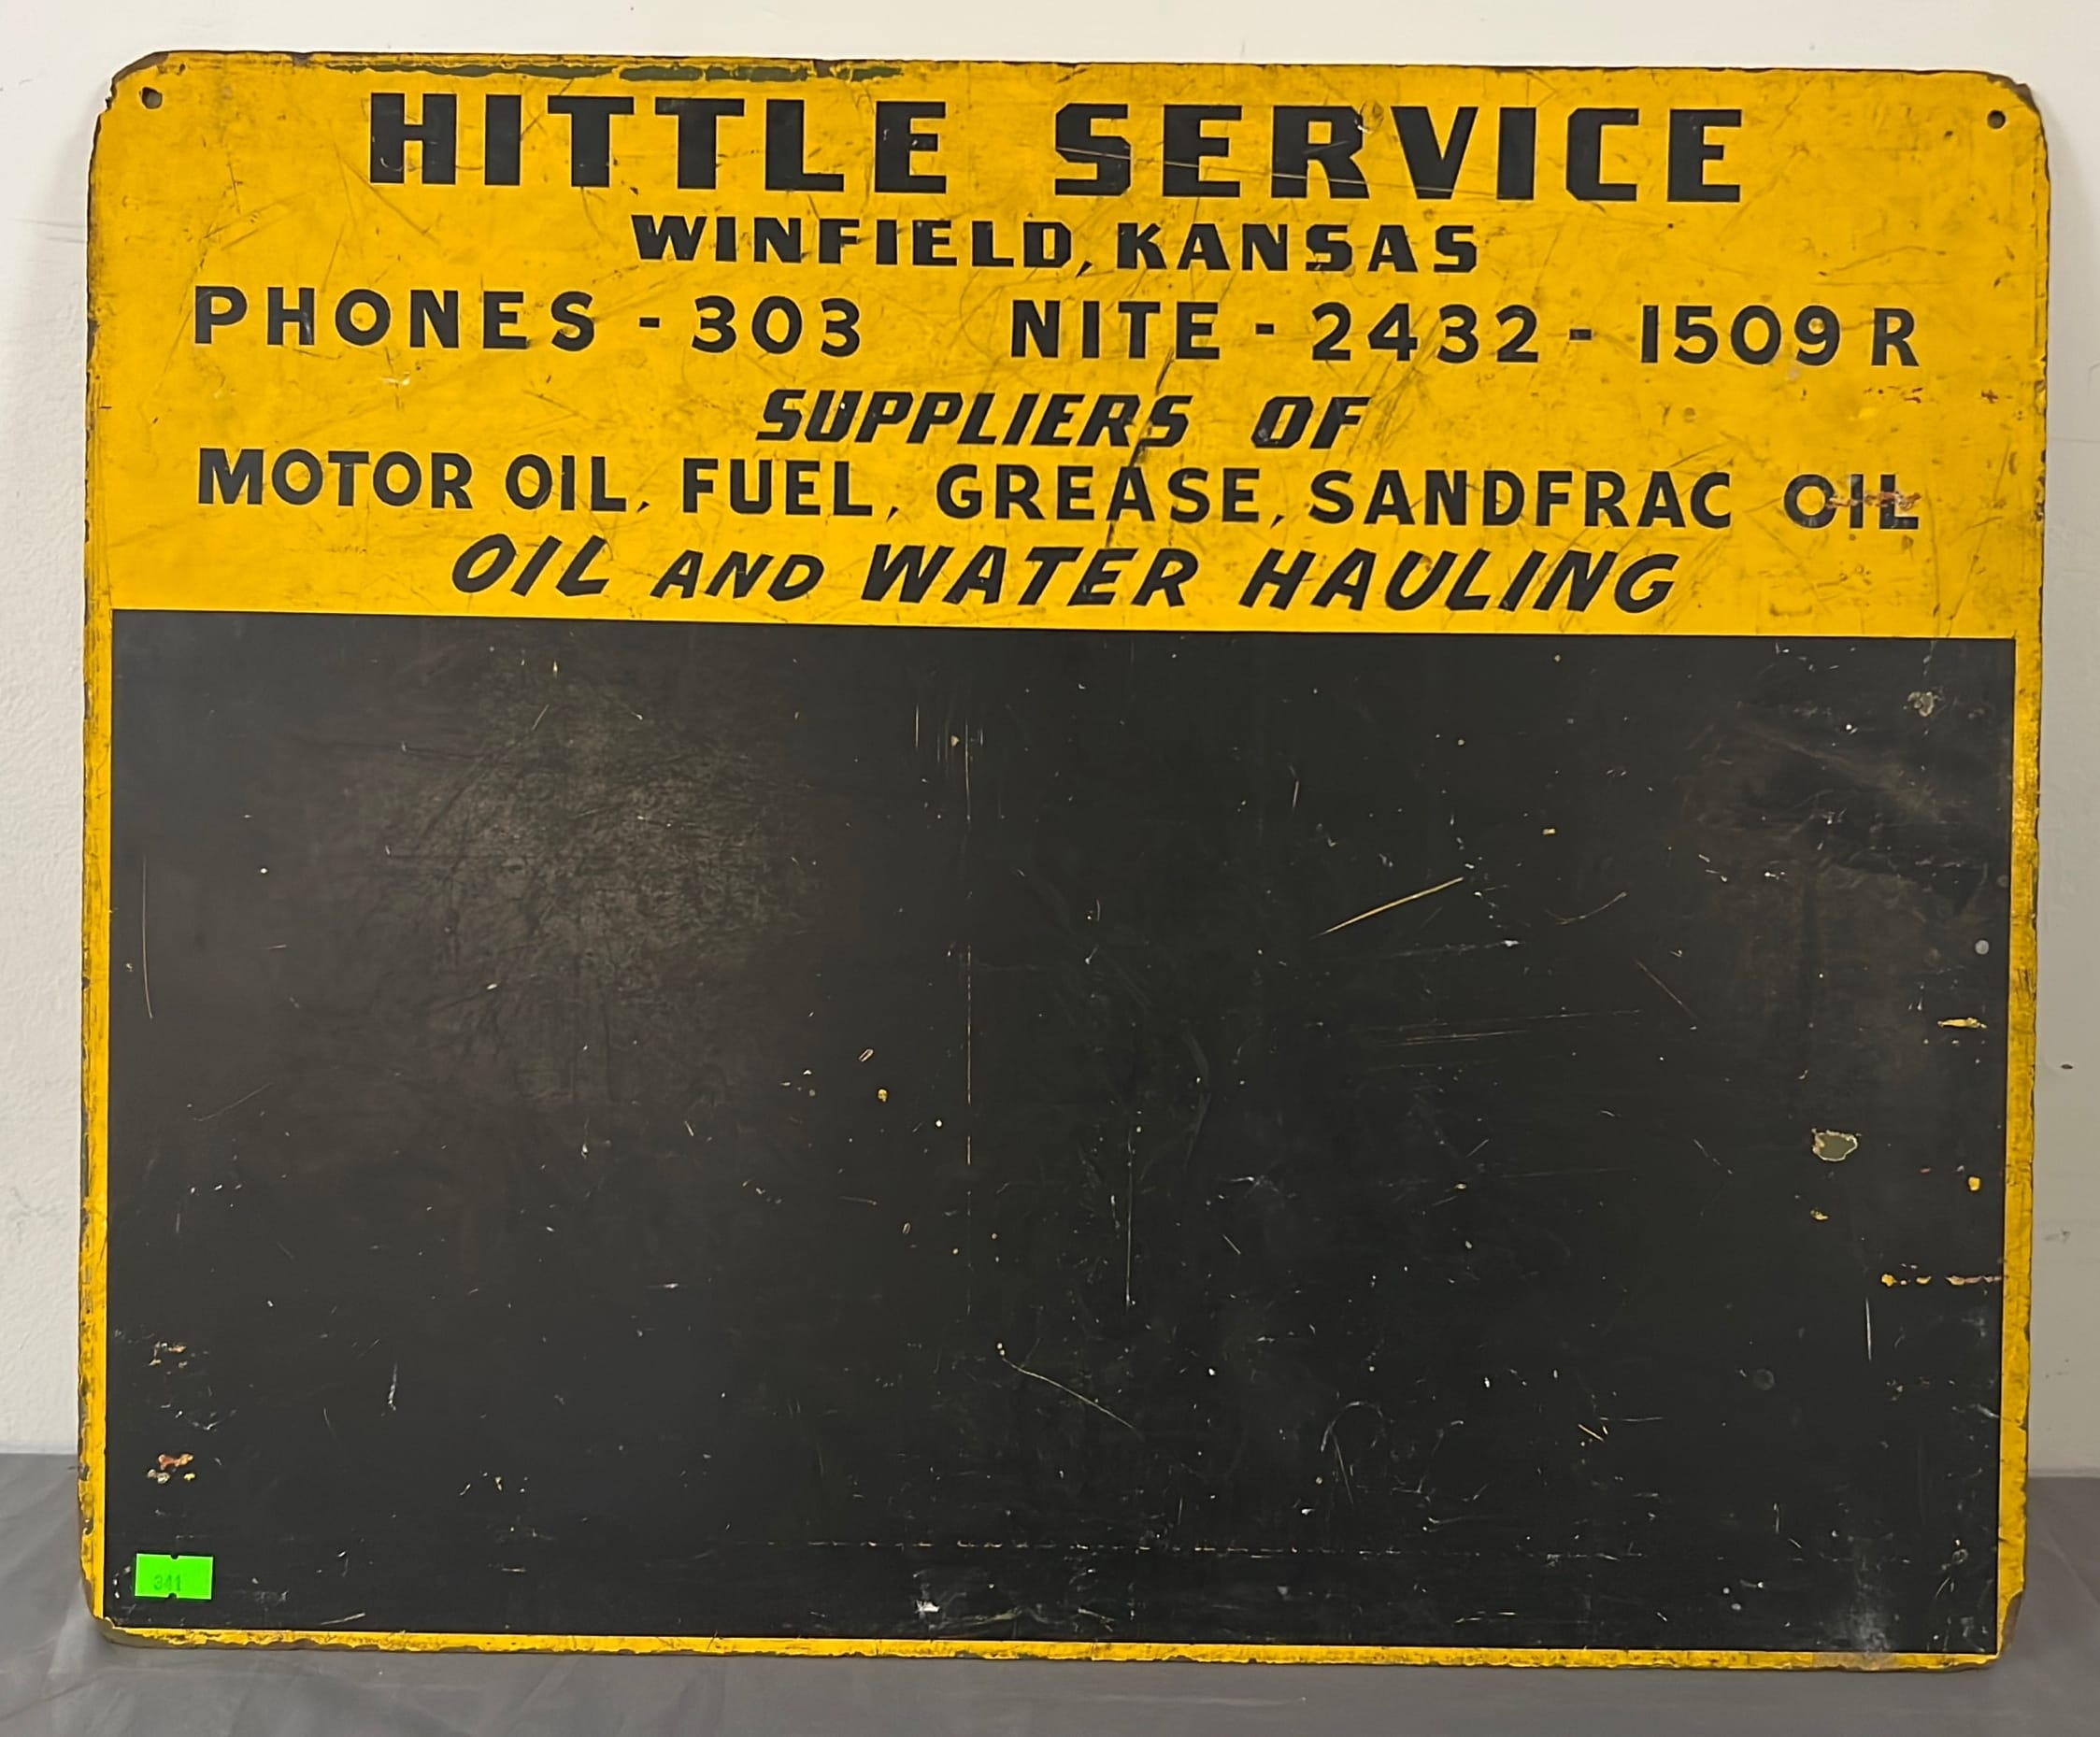 HITTLE SERVICE
WINFIELD, KANSAS
PHONES - 303 NITE - 2432 - 1509 R
SUPPLIERS OF
MOTOR OIL, FUEL, GREASE, SANDFRAC OIL
OIL AND WATER HAULING
341